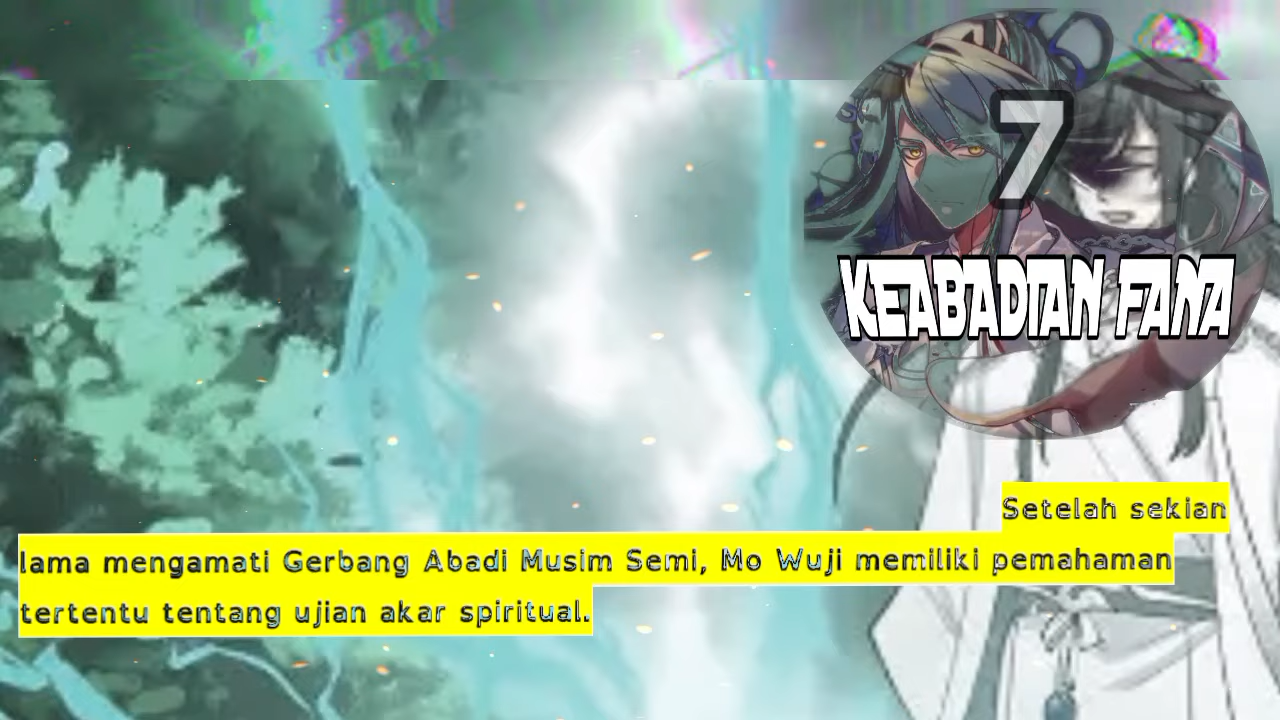 7
KEABADIAN FANA
Setelah sekian
lama mengamati Gerbang Abadi Musim Semi, Mo Wuji memiliki pemahaman
tertentu tentang ujian akar spiritual.